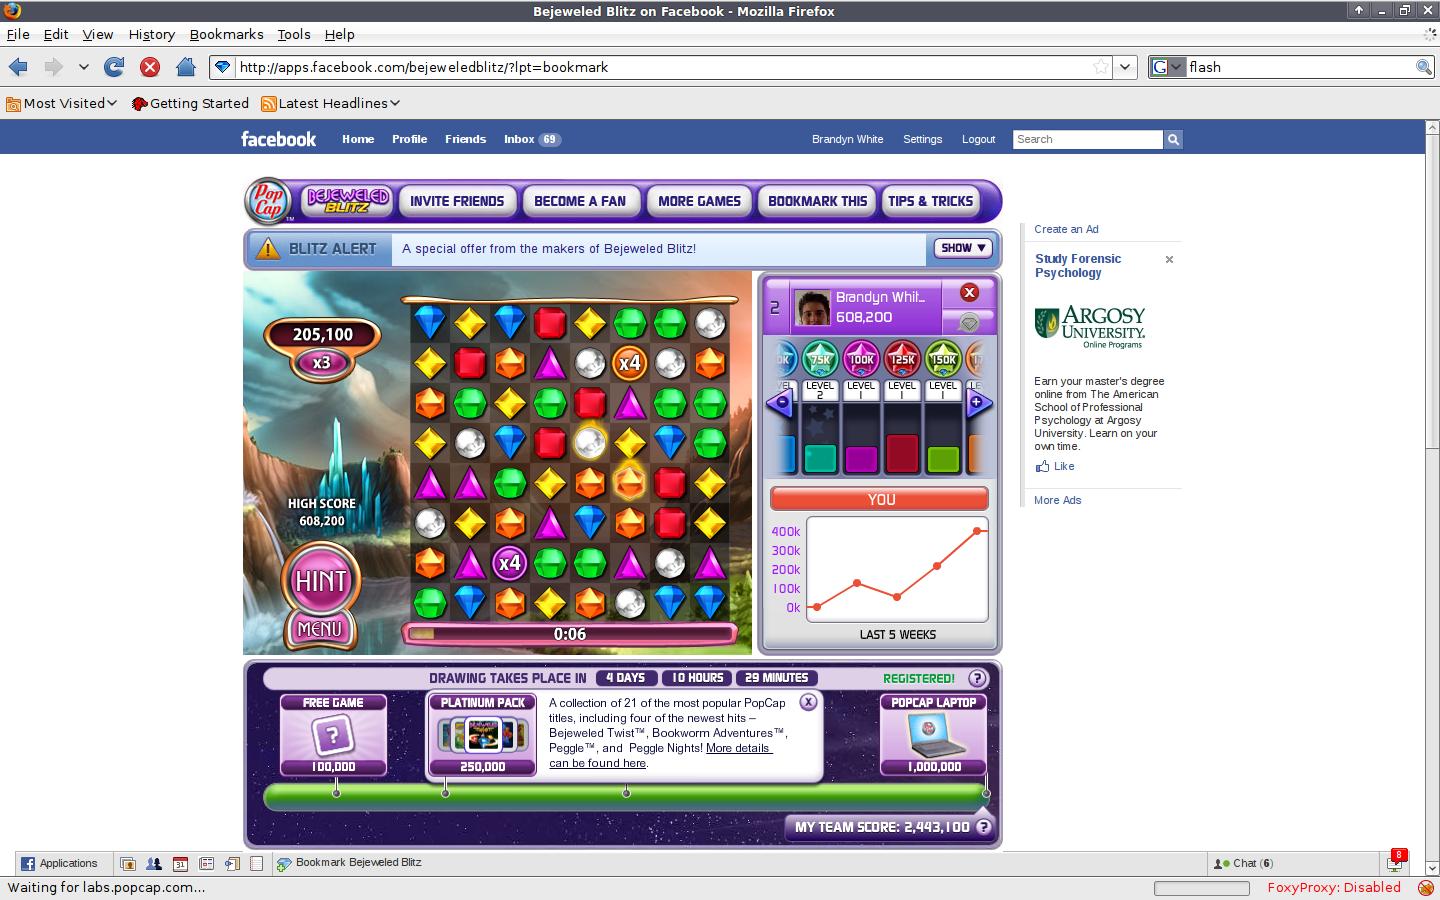 Bejeweled Blitz on Facebook - Mozilla Firefox
File Edit View History Bookmarks Tools Help
http://apps.facebook.com/bejeweledblitz/?lpt=bookmark
G flash
Most Visited Getting Started Latest Headlines
facebook Home Profile Friends Inbox 69 Brandyn White Settings Logout Search
Pop Cap TM BEJEWELED BLITZ INVITE FRIENDS BECOME A FAN MORE GAMES BOOKMARK THIS TIPS & TRICKS
BLITZ ALERT A special offer from the makers of Bejeweled Blitz! SHOW
205,100
x3
HIGH SCORE
608,200
HINT
MENU
x4
x4
0:06
2 Brandyn Whit...
608,200
75K 100K 125K 150K
LEVEL 2 LEVEL 1 LEVEL 1 LEVEL 1
YOU
400k
300k
200k
100k
0k
LAST 5 WEEKS
Create an Ad
Study Forensic
Psychology
ARGOSY
UNIVERSITY.
Online Programs
Earn your master's degree
online from The American
School of Professional
Psychology at Argosy
University. Learn on your
own time.
Like
More Ads
DRAWING TAKES PLACE IN 4 DAYS 10 HOURS 29 MINUTES REGISTERED! ?
FREE GAME
?
100,000
PLATINUM PACK
250,000
A collection of 21 of the most popular PopCap
titles, including four of the newest hits –
Bejeweled Twist™, Bookworm Adventures™,
Peggle™, and Peggle Nights! More details
can be found here.
X
POPCAP LAPTOP
1,000,000
MY TEAM SCORE: 2,443,100 ?
Applications 31 Bookmark Bejeweled Blitz Chat (6) 8
Waiting for labs.popcap.com... FoxyProxy: Disabled